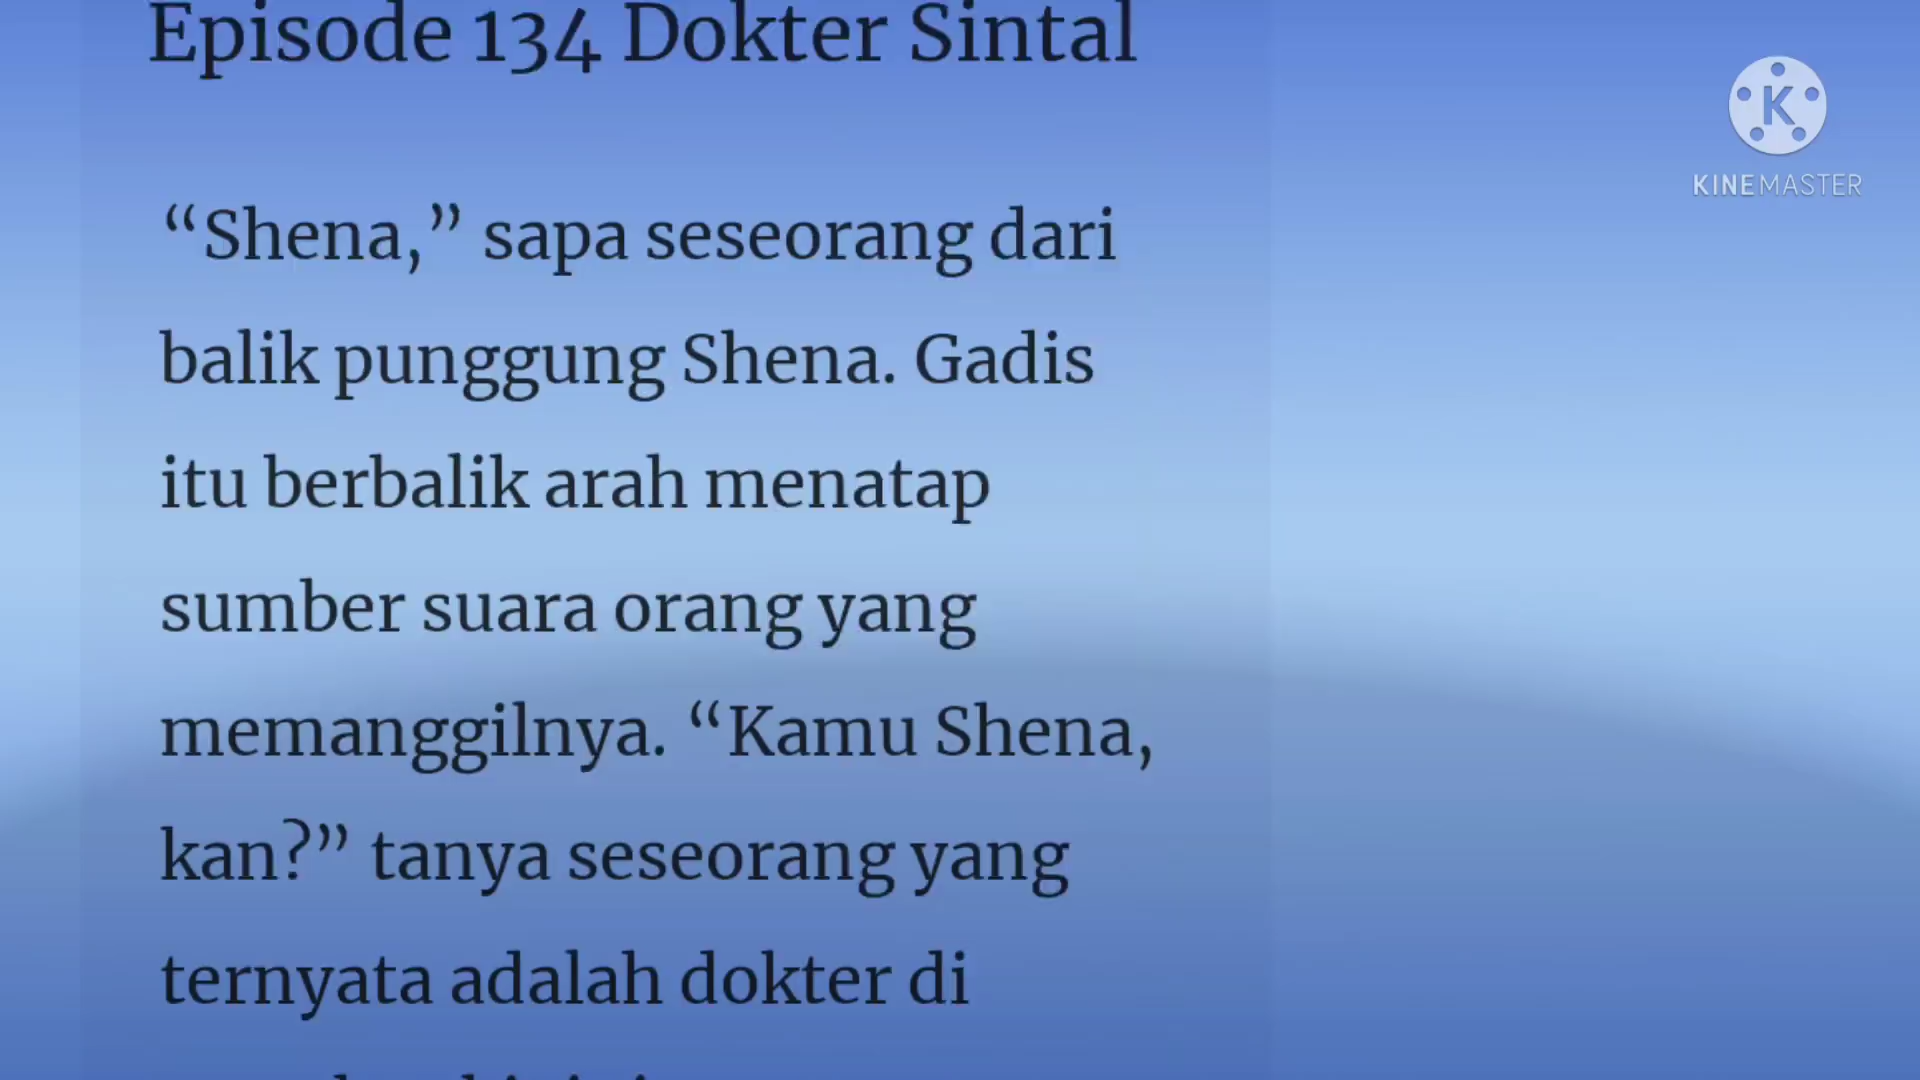 Episode 134 Dokter Sintal
“Shena,” sapa seseorang dari
balik punggung Shena. Gadis
itu berbalik arah menatap
sumber suara orang yang
memanggilnya. “Kamu Shena,
kan?” tanya seseorang yang
ternyata adalah dokter di
K
KINEMASTER